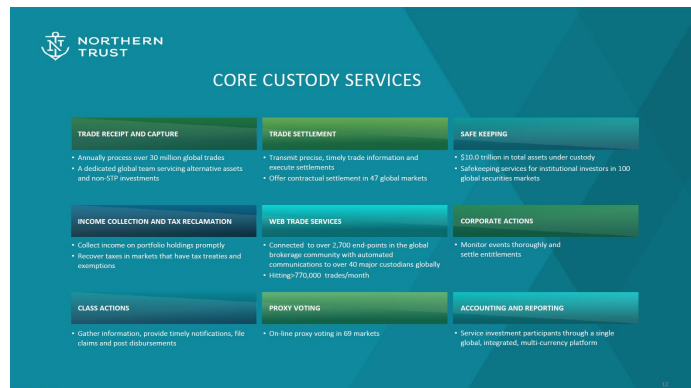 NORTHERN
TRUST
CORE CUSTODY SERVICES
TRADE RECEIPT AND CAPTURE
• Annually process over 30 million global trades
• A dedicated global team servicing alternative assets
and non-STP investments
TRADE SETTLEMENT
• Transmit precise, timely trade information and
execute settlements
• Offer contractual settlement in 47 global markets
SAFE KEEPING
• $10.0 trillion in total assets under custody
• Safekeeping services for institutional investors in 100
global securities markets
INCOME COLLECTION AND TAX RECLAMATION
• Collect income on portfolio holdings promptly
• Recover taxes in markets that have tax treaties and
exemptions
WEB TRADE SERVICES
• Connected to over 2,700 end-points in the global
brokerage community with automated
communications to over 40 major custodians globally
• Hitting>770,000 trades/month
CORPORATE ACTIONS
• Monitor events thoroughly and
settle entitlements
CLASS ACTIONS
• Gather information, provide timely notifications, file
claims and post disbursements
PROXY VOTING
• On-line proxy voting in 69 markets
ACCOUNTING AND REPORTING
• Service investment participants through a single
global, integrated, multi-currency platform
12